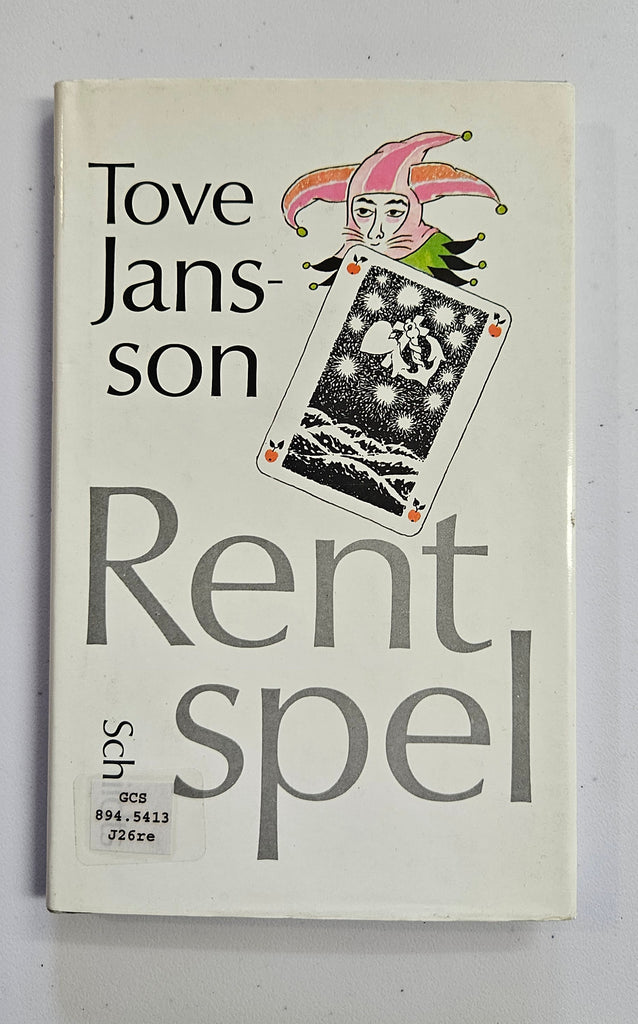 Tove
Jans-
son
Rent
spel
GCS
894.5413
J26re